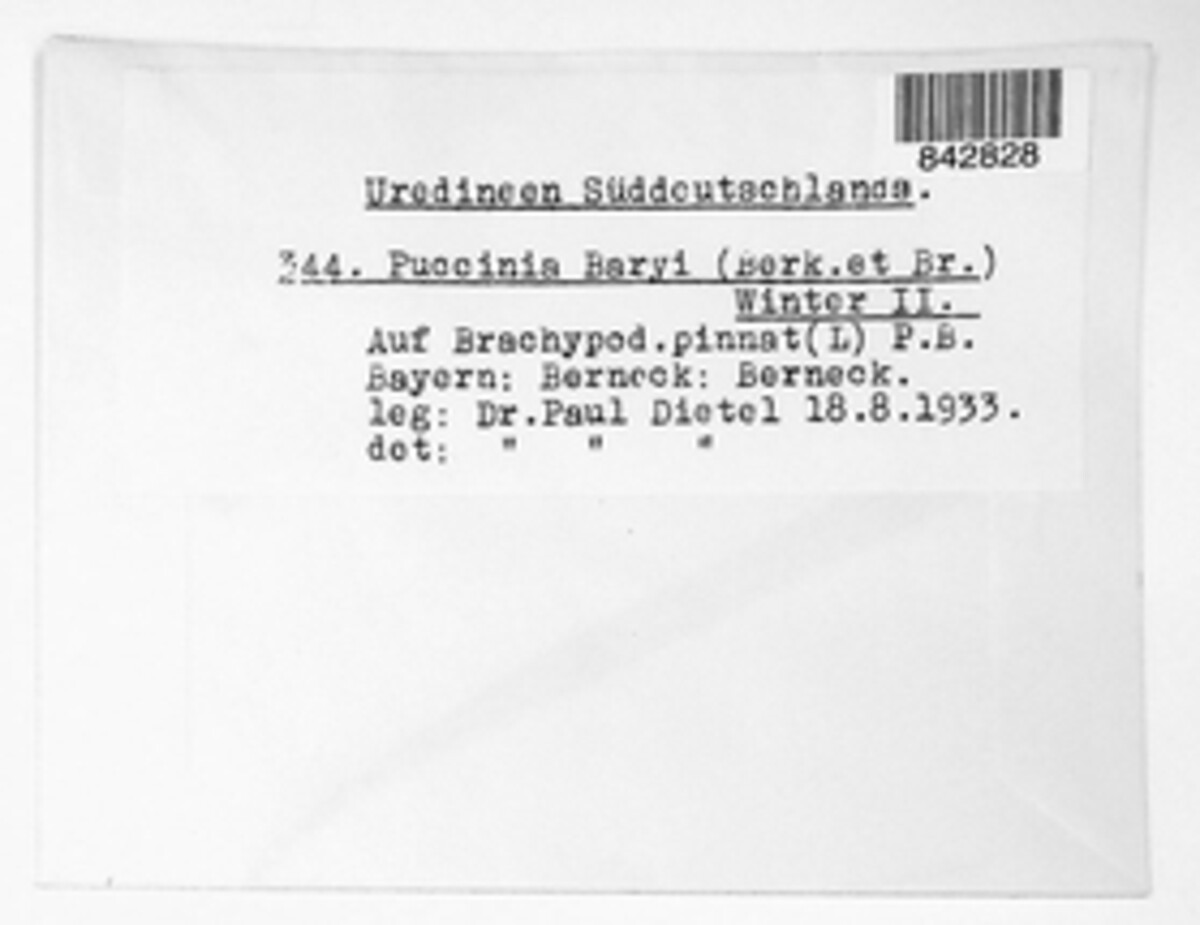 842828
Uredineen Süddeutschlands.
344. Puccinia Baryi (Berk.et Br.)
Winter II.
Auf Brachypod.pinnat(L) P.B.
Bayern: Berneck: Berneck.
leg: Dr.Paul Dietel 18.8.1933.
det: " " "